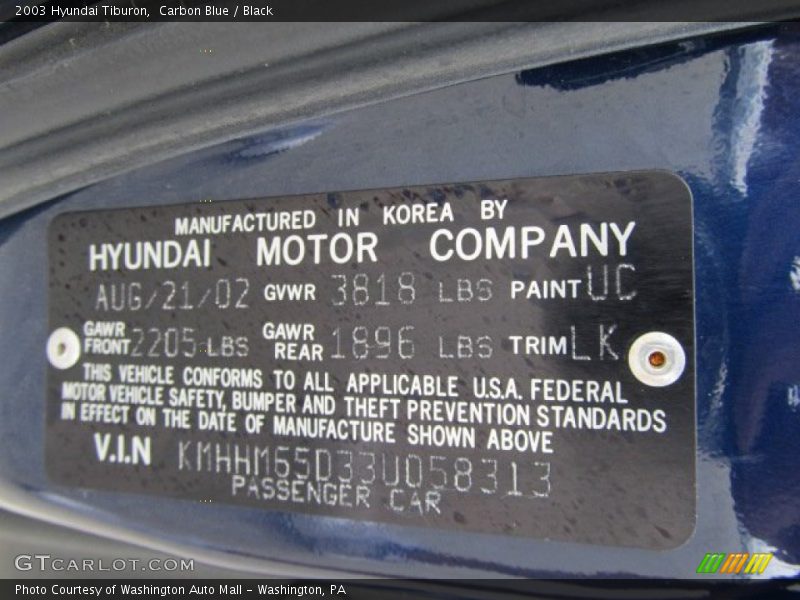 2003 Hyundai Tiburon,  Carbon Blue / Black
MANUFACTURED IN KOREA BY
HYUNDAI MOTOR COMPANY
AUG/21/02 GVWR 3818 LBS PAINT UC
GAWR FRONT 2205 LBS GAWR REAR 1896 LBS TRIM LK
THIS VEHICLE CONFORMS TO ALL APPLICABLE U.S.A. FEDERAL
MOTOR VEHICLE SAFETY, BUMPER AND THEFT PREVENTION STANDARDS
IN EFFECT ON THE DATE OF MANUFACTURE SHOWN ABOVE
V.I.N KMHHM65D33U058313
PASSENGER CAR
GTCARLOT.COM
Photo Courtesy of Washington Auto Mall - Washington, PA